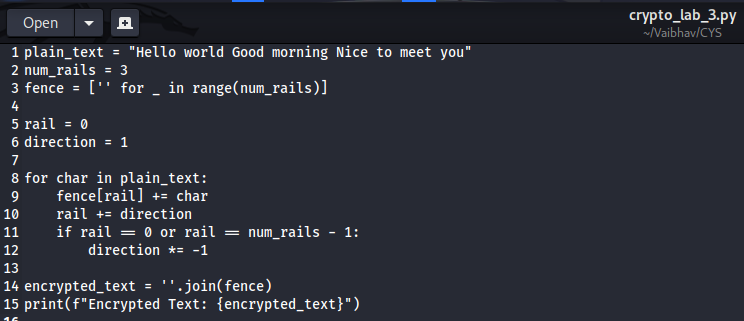 Open
crypto_lab_3.py
~/Vaibhav/CYS
1 plain_text = "Hello world Good morning Nice to meet you"
2 num_rails = 3
3 fence = ['' for _ in range(num_rails)]
4
5 rail = 0
6 direction = 1
7
8 for char in plain_text:
9     fence[rail] += char
10     rail += direction
11     if rail == 0 or rail == num_rails - 1:
12         direction *= -1
13
14 encrypted_text = ''.join(fence)
15 print(f"Encrypted Text: {encrypted_text}")